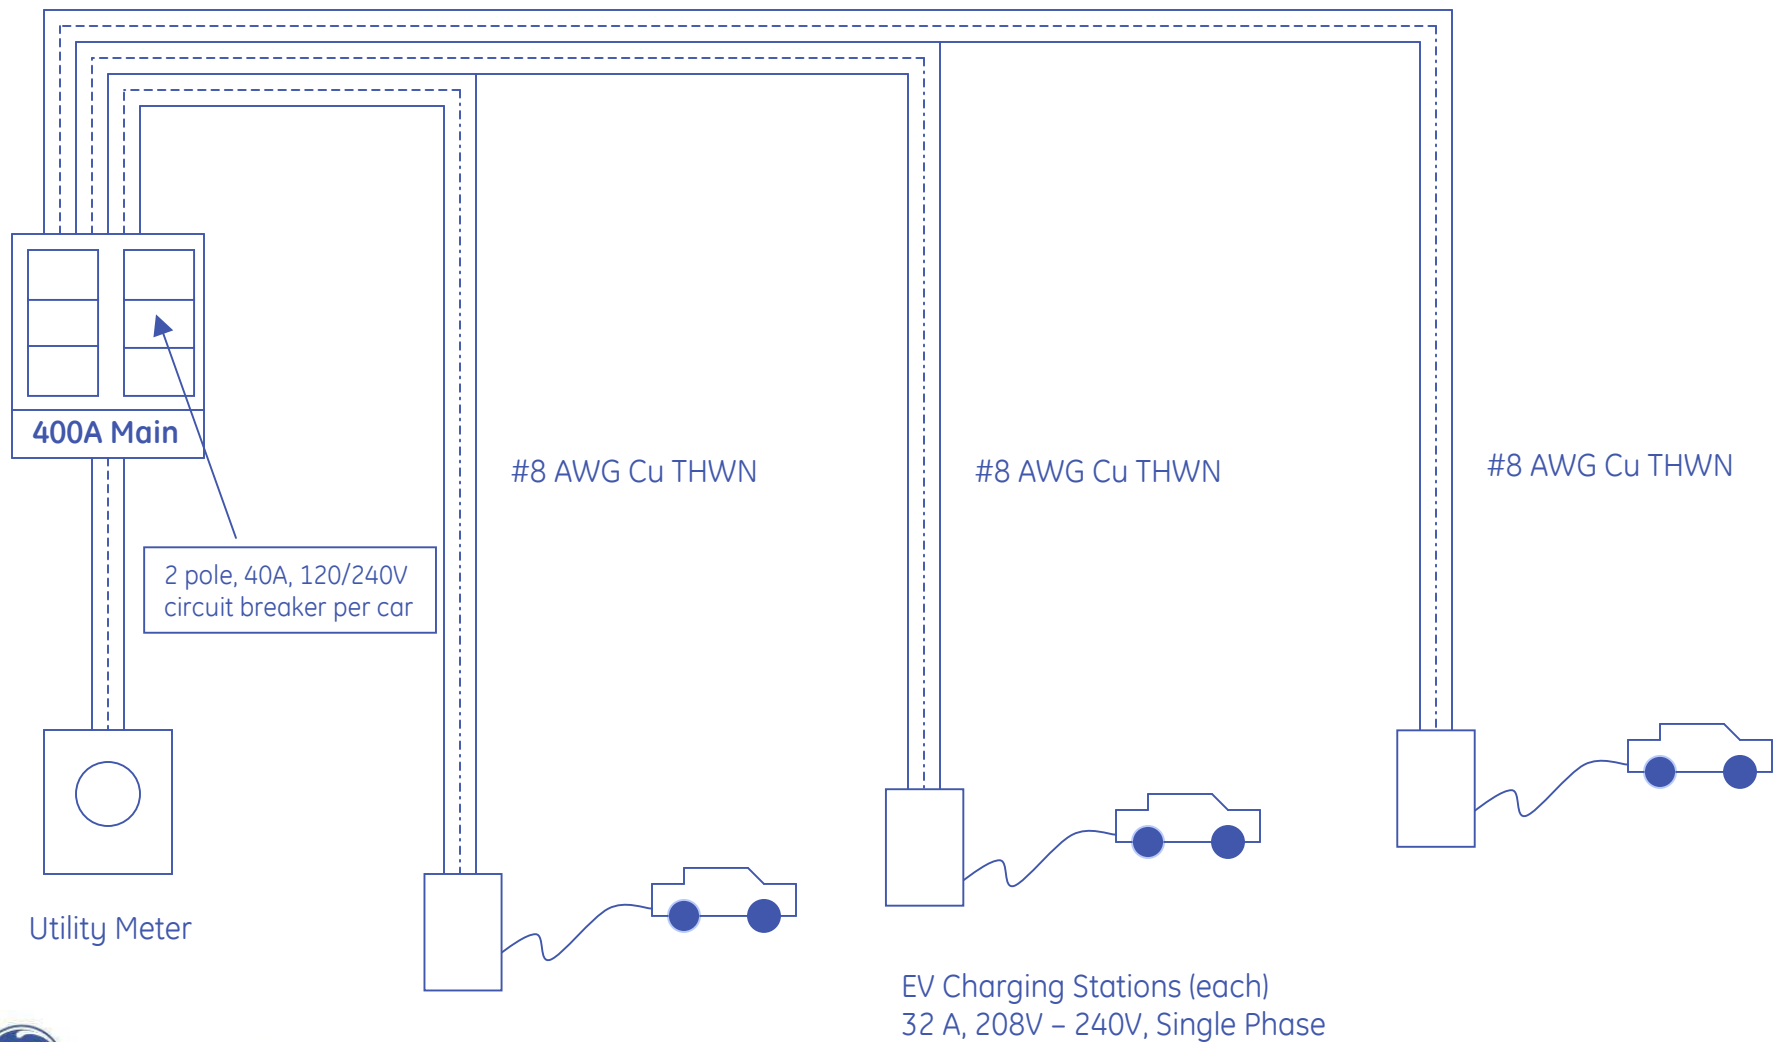 400A Main
#8 AWG Cu THWN
#8 AWG Cu THWN
#8 AWG Cu THWN
2 pole, 40A, 120/240V
circuit breaker per car
Utility Meter
EV Charging Stations (each)
32 A, 208V – 240V, Single Phase